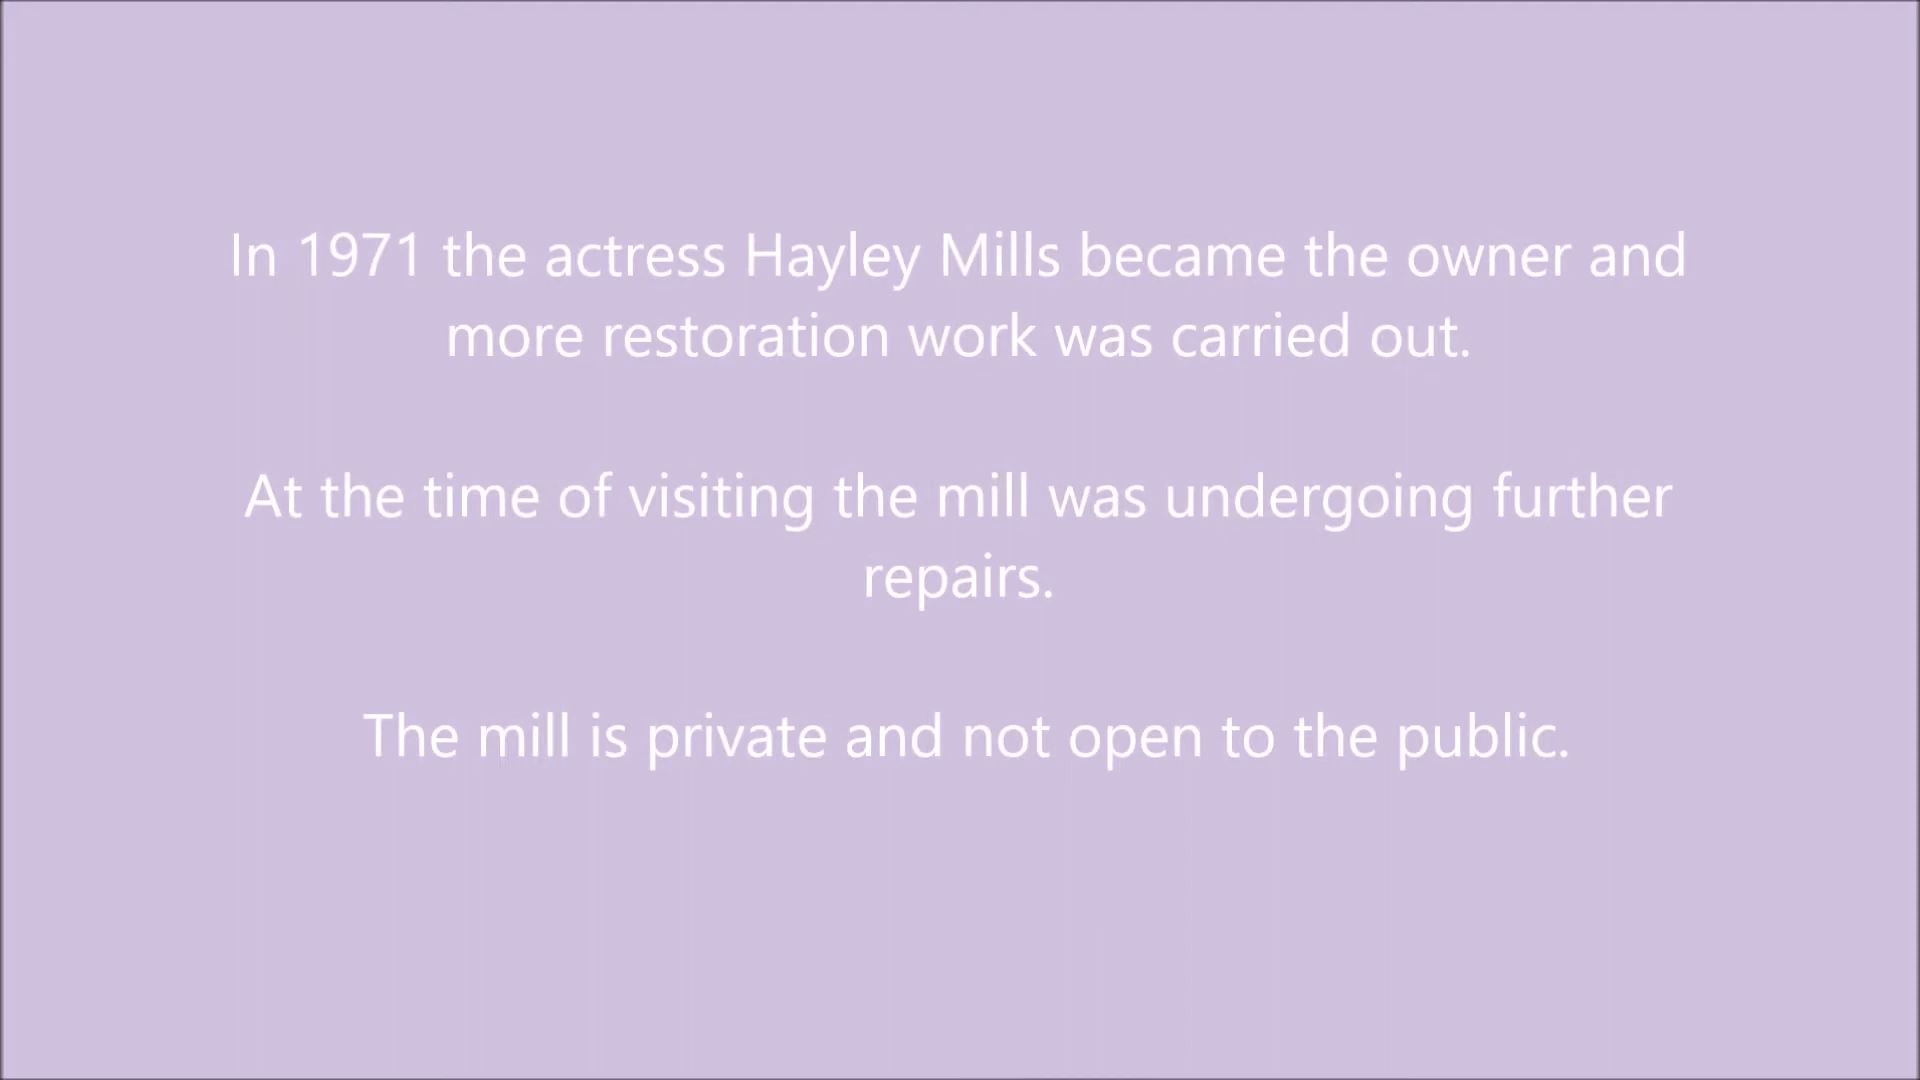 In 1971 the actress Hayley Mills became the owner and
more restoration work was carried out.
At the time of visiting the mill was undergoing further
repairs.
The mill is private and not open to the public.